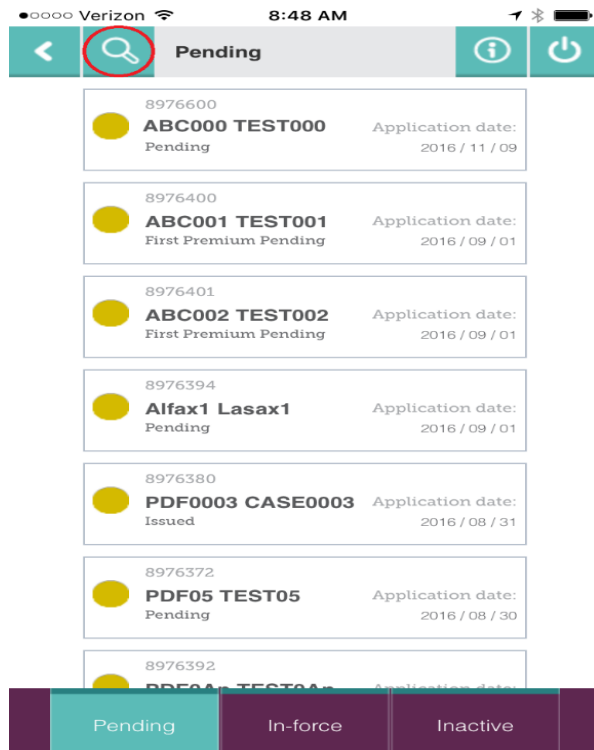 Verizon 8:48 AM
Pending
8976600
ABC000 TEST000 Application date:
Pending 2016 / 11 / 09
8976400
ABC001 TEST001 Application date:
First Premium Pending 2016 / 09 / 01
8976401
ABC002 TEST002 Application date:
First Premium Pending 2016 / 09 / 01
8976394
Alfax1 Lasax1 Application date:
Pending 2016 / 09 / 01
8976380
PDF0003 CASE0003 Application date:
Issued 2016 / 08 / 31
8976372
PDF05 TEST05 Application date:
Pending 2016 / 08 / 30
8976392
Application date:
Pending In-force Inactive